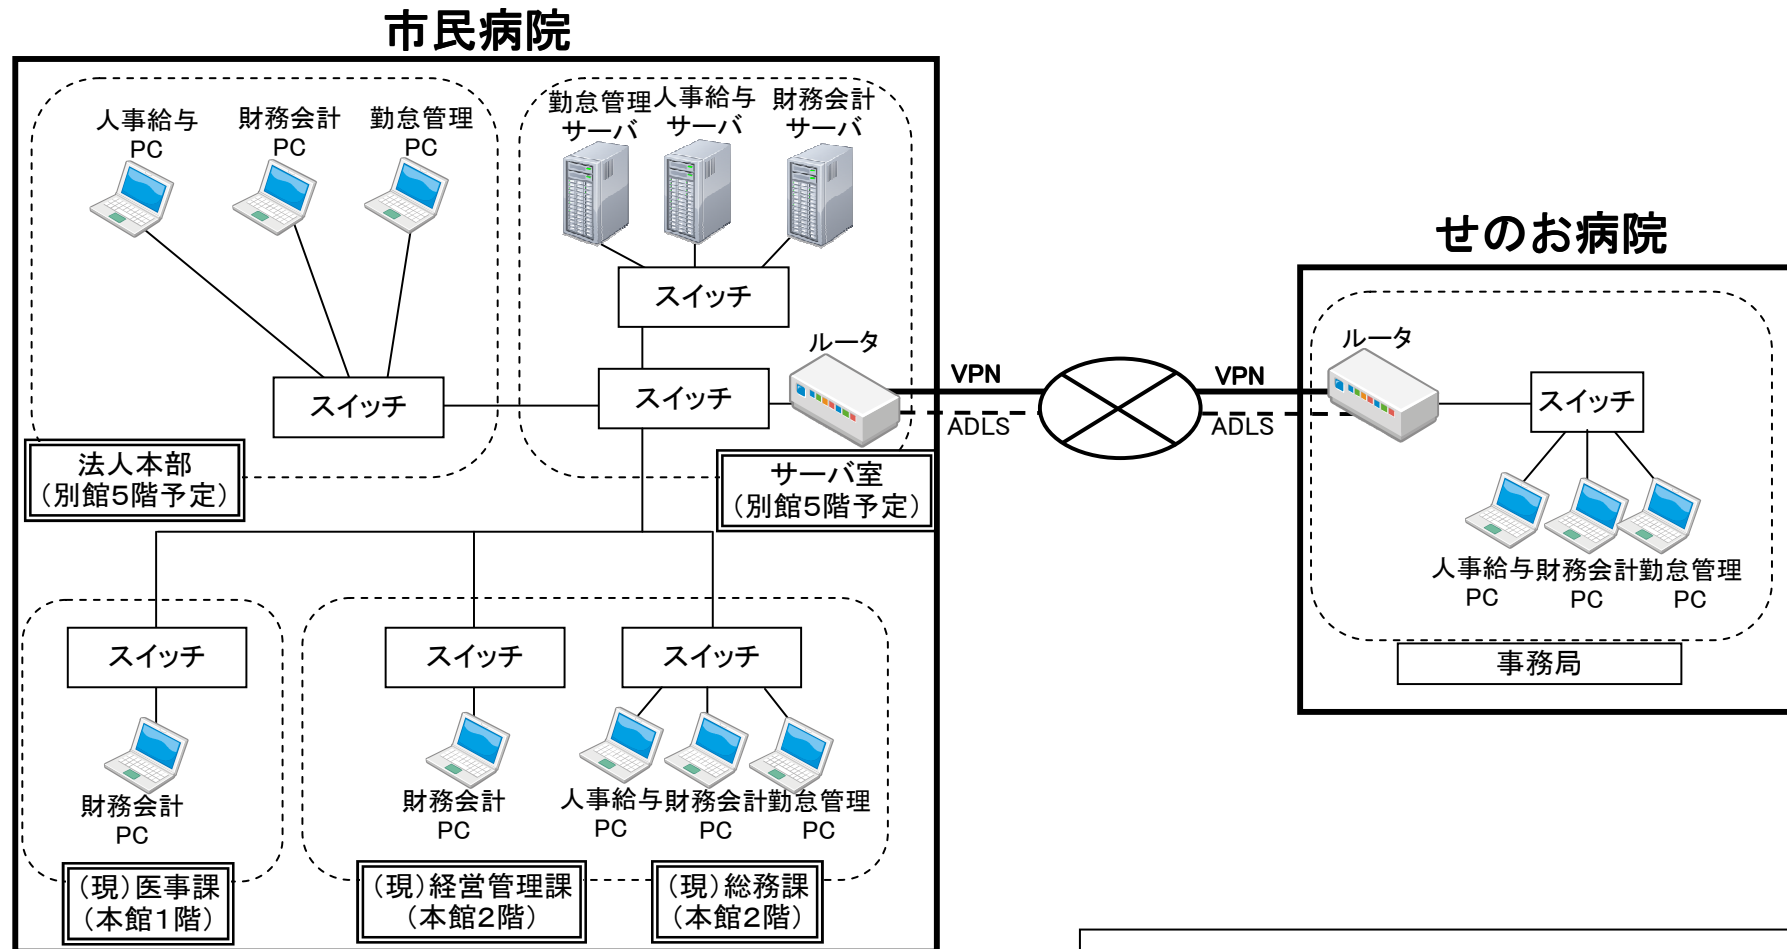 市民病院
人事給与
PC
財務会計
PC
勤怠管理
PC
勤怠管理
サーバ
人事給与
サーバ
財務会計
サーバ
スイッチ
スイッチ
スイッチ
ルータ
法人本部
(別館5階予定)
サーバ室
(別館5階予定)
VPN
ADLS
VPN
ADLS
せのお病院
ルータ
スイッチ
人事給与
PC
財務会計
PC
勤怠管理
PC
事務局
スイッチ
財務会計
PC
(現)医事課
(本館1階)
スイッチ
財務会計
PC
(現)経営管理課
(本館2階)
スイッチ
人事給与
PC
財務会計
PC
勤怠管理
PC
(現)総務課
(本館2階)